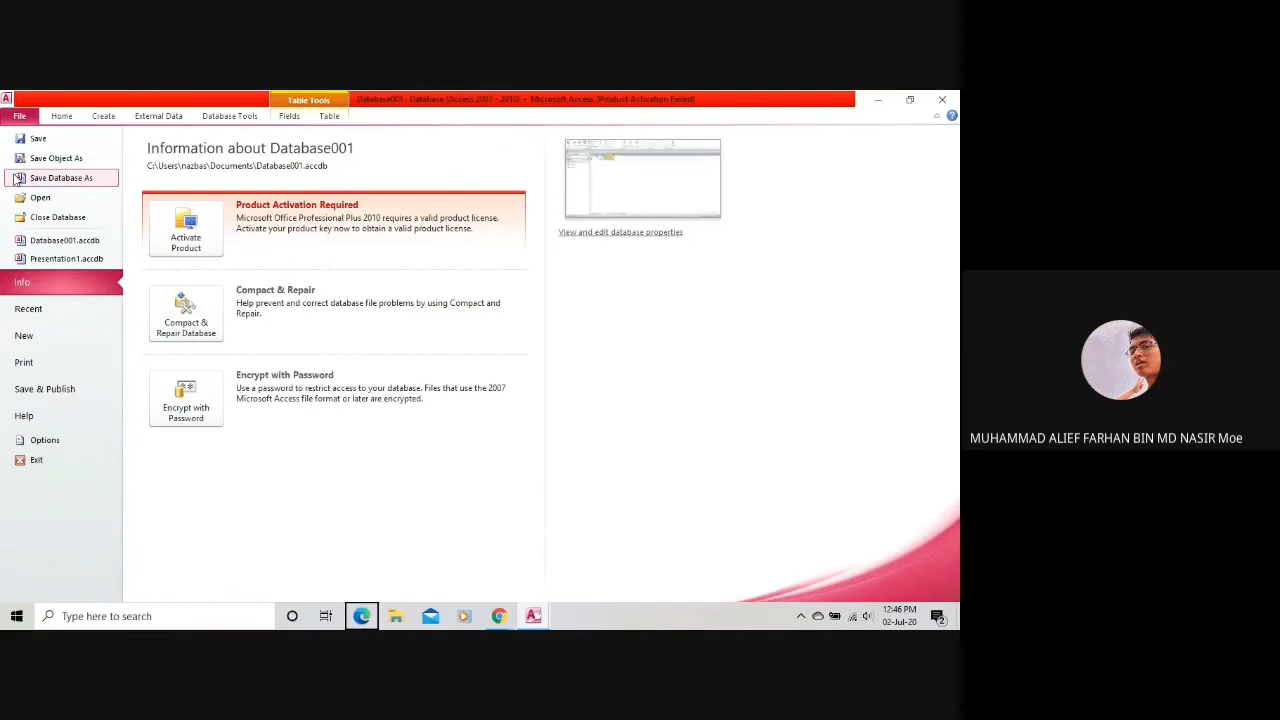 Table Tools
Database001 : Database (Access 2007 - 2010) - Microsoft Access (Product Activation Failed)
File Home Create External Data Database Tools Fields Table
Save
Save Object As
Save Database As
Open
Close Database
Database001.accdb
Presentation1.accdb
Info
Recent
New
Print
Save & Publish
Help
Options
Exit
Information about Database001
C:\Users\nazbas\Documents\Database001.accdb
Activate
Product
Product Activation Required
Microsoft Office Professional Plus 2010 requires a valid product license.
Activate your product key now to obtain a valid product license.
Compact &
Repair Database
Compact & Repair
Help prevent and correct database file problems by using Compact and
Repair.
Encrypt with
Password
Encrypt with Password
Use a password to restrict access to your database. Files that use the 2007
Microsoft Access file format or later are encrypted.
View and edit database properties
MUHAMMAD ALIEF FARHAN BIN MD NASIR Moe
Type here to search
12:46 PM
02-Jul-20
2